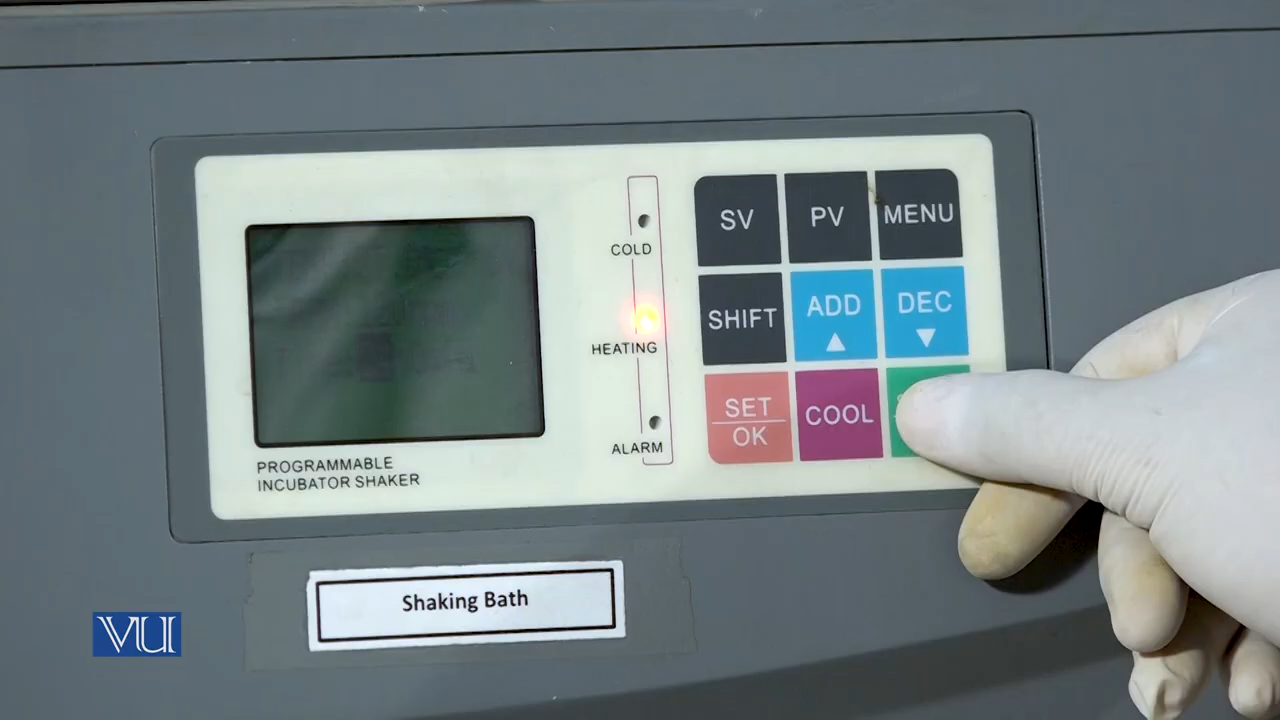 COLD
HEATING
ALARM
SV PV MENU
SHIFT ADD DEC
SET
OK
COOL
PROGRAMMABLE
INCUBATOR SHAKER
Shaking Bath
VU